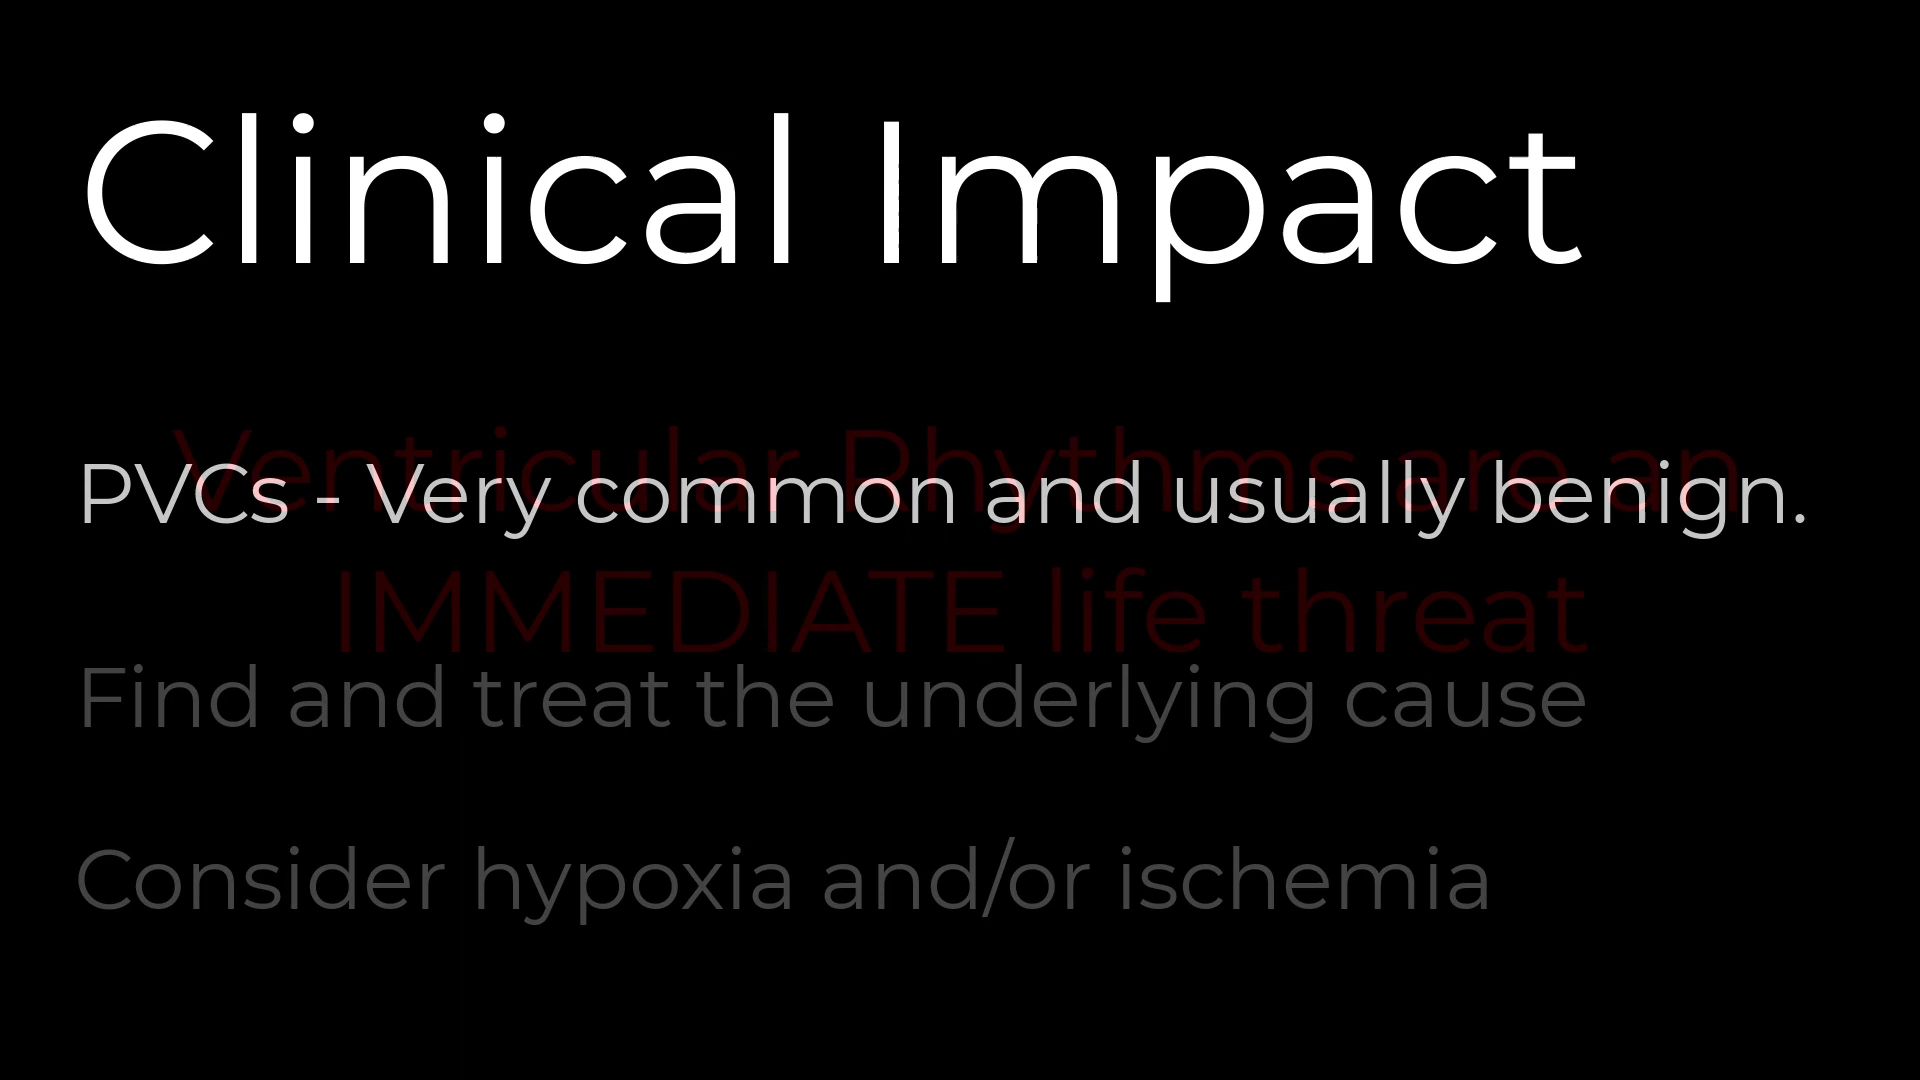 Clinical Impact
Ventricular Rhythms are an
PVCs - Very common and usually benign.
IMMEDIATE life threat
Find and treat the underlying cause
Consider hypoxia and/or ischemia